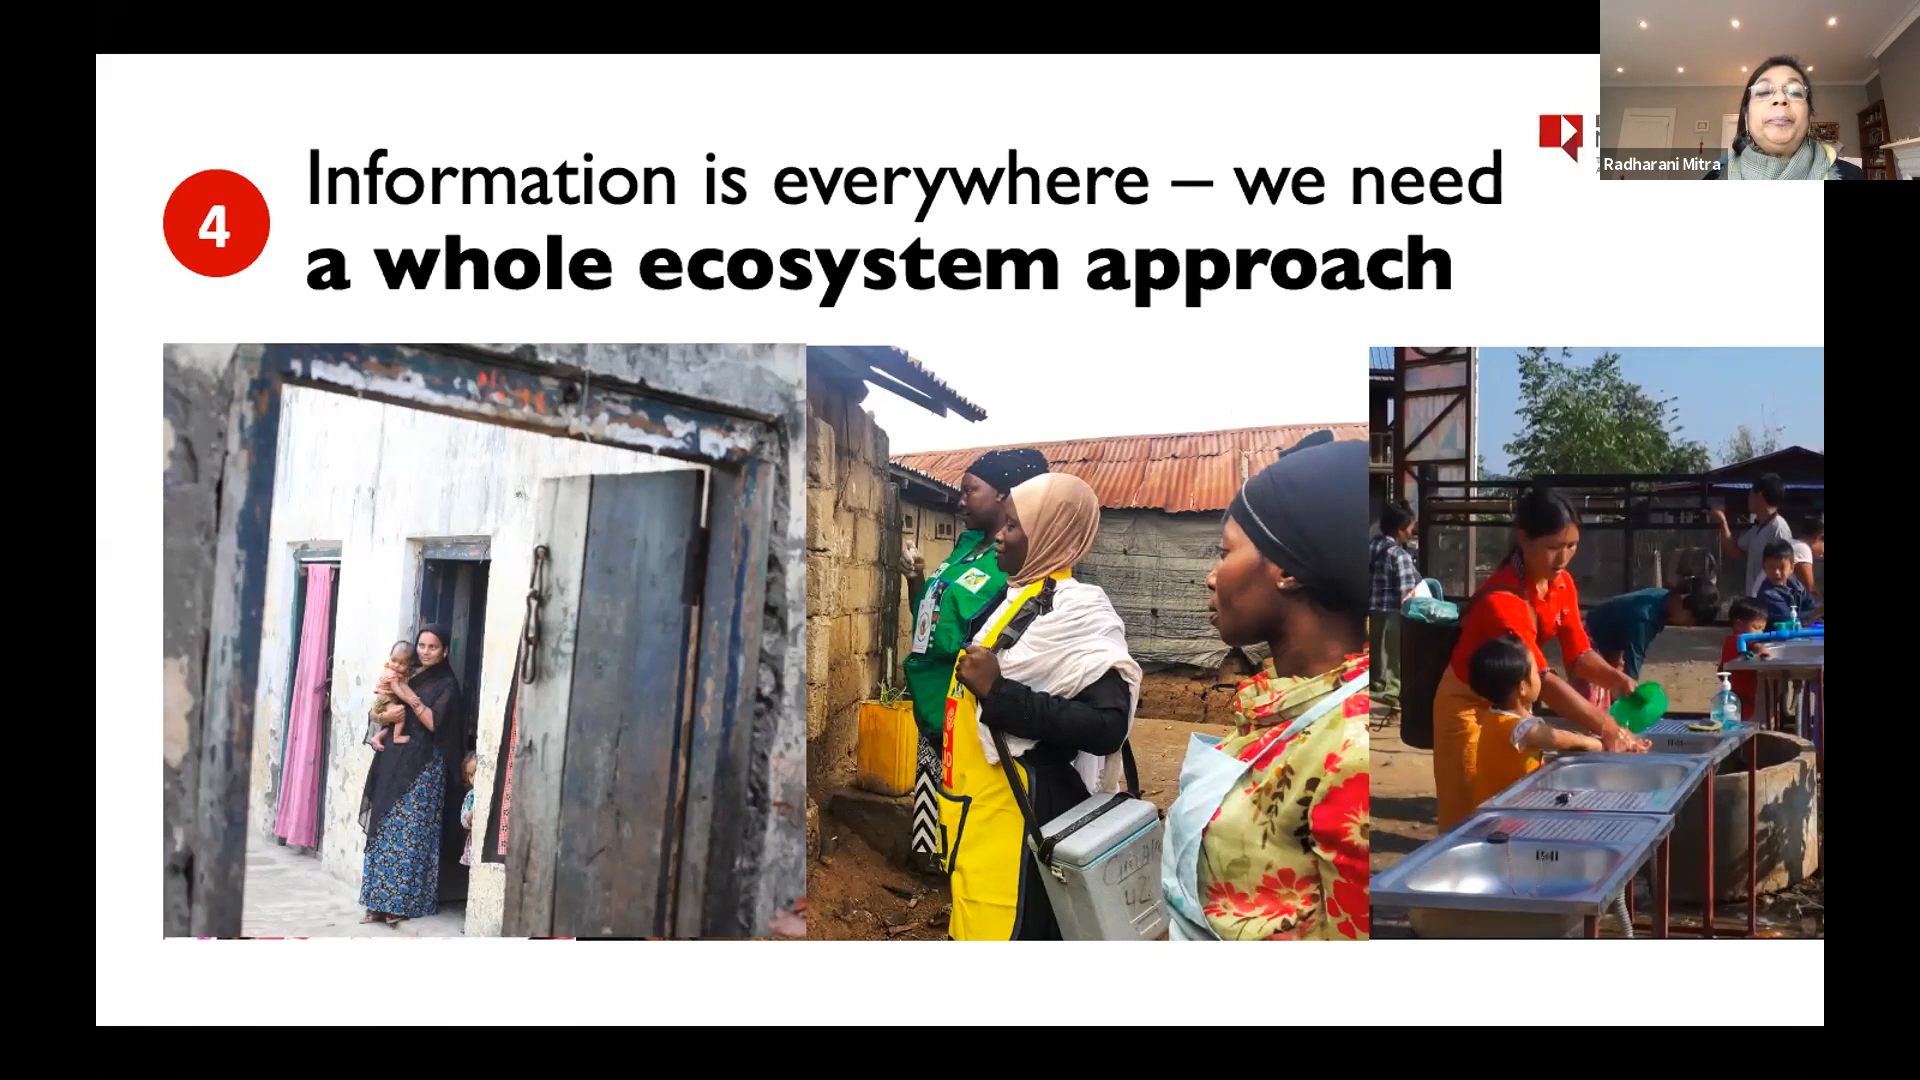 4
Information is everywhere – we need
a whole ecosystem approach
Radharani Mitra